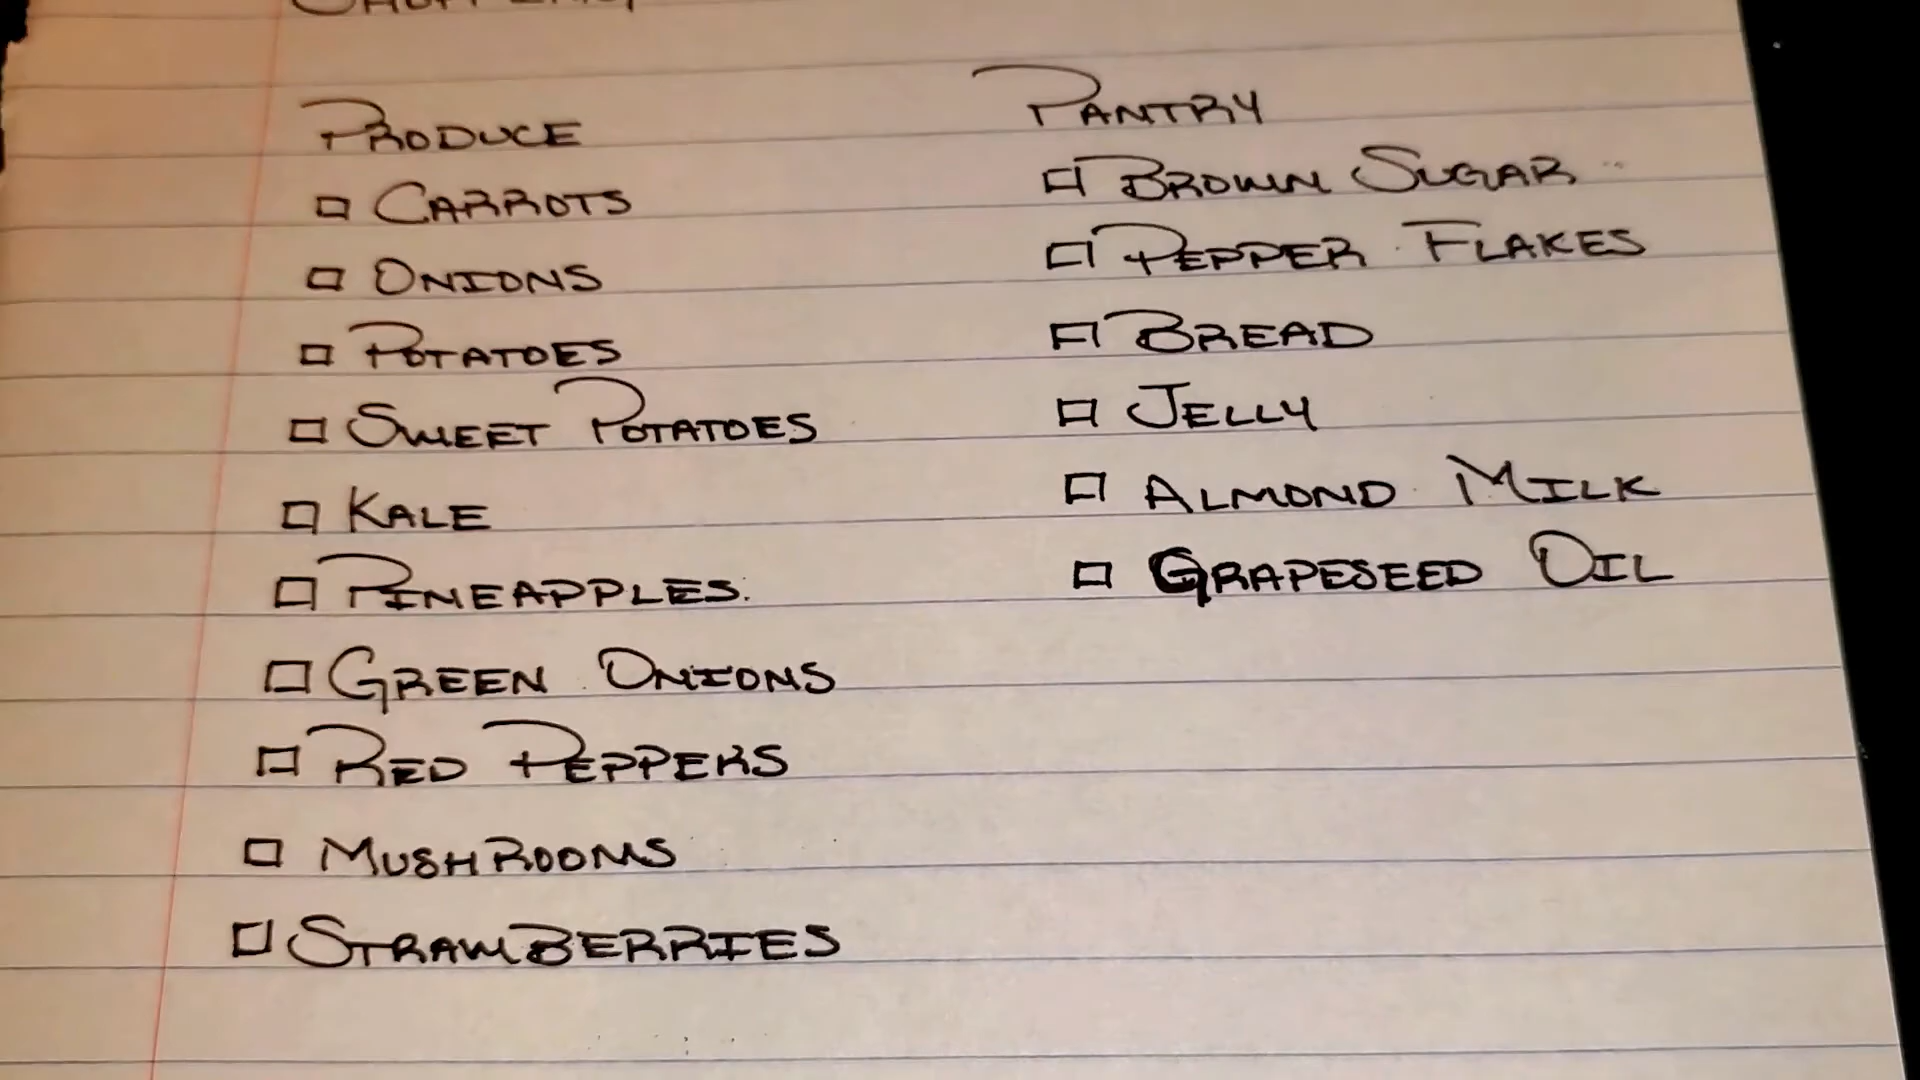 PRODUCE
CARROTS
ONIONS
POTATOES
SWEET POTATOES
KALE
PINEAPPLES
GREEN ONIONS
RED PEPPERS
MUSHROOMS
STRAWBERRIES
PANTRY
BROWN SUGAR
PEPPER FLAKES
BREAD
JELLY
ALMOND MILK
GRAPESEED OIL